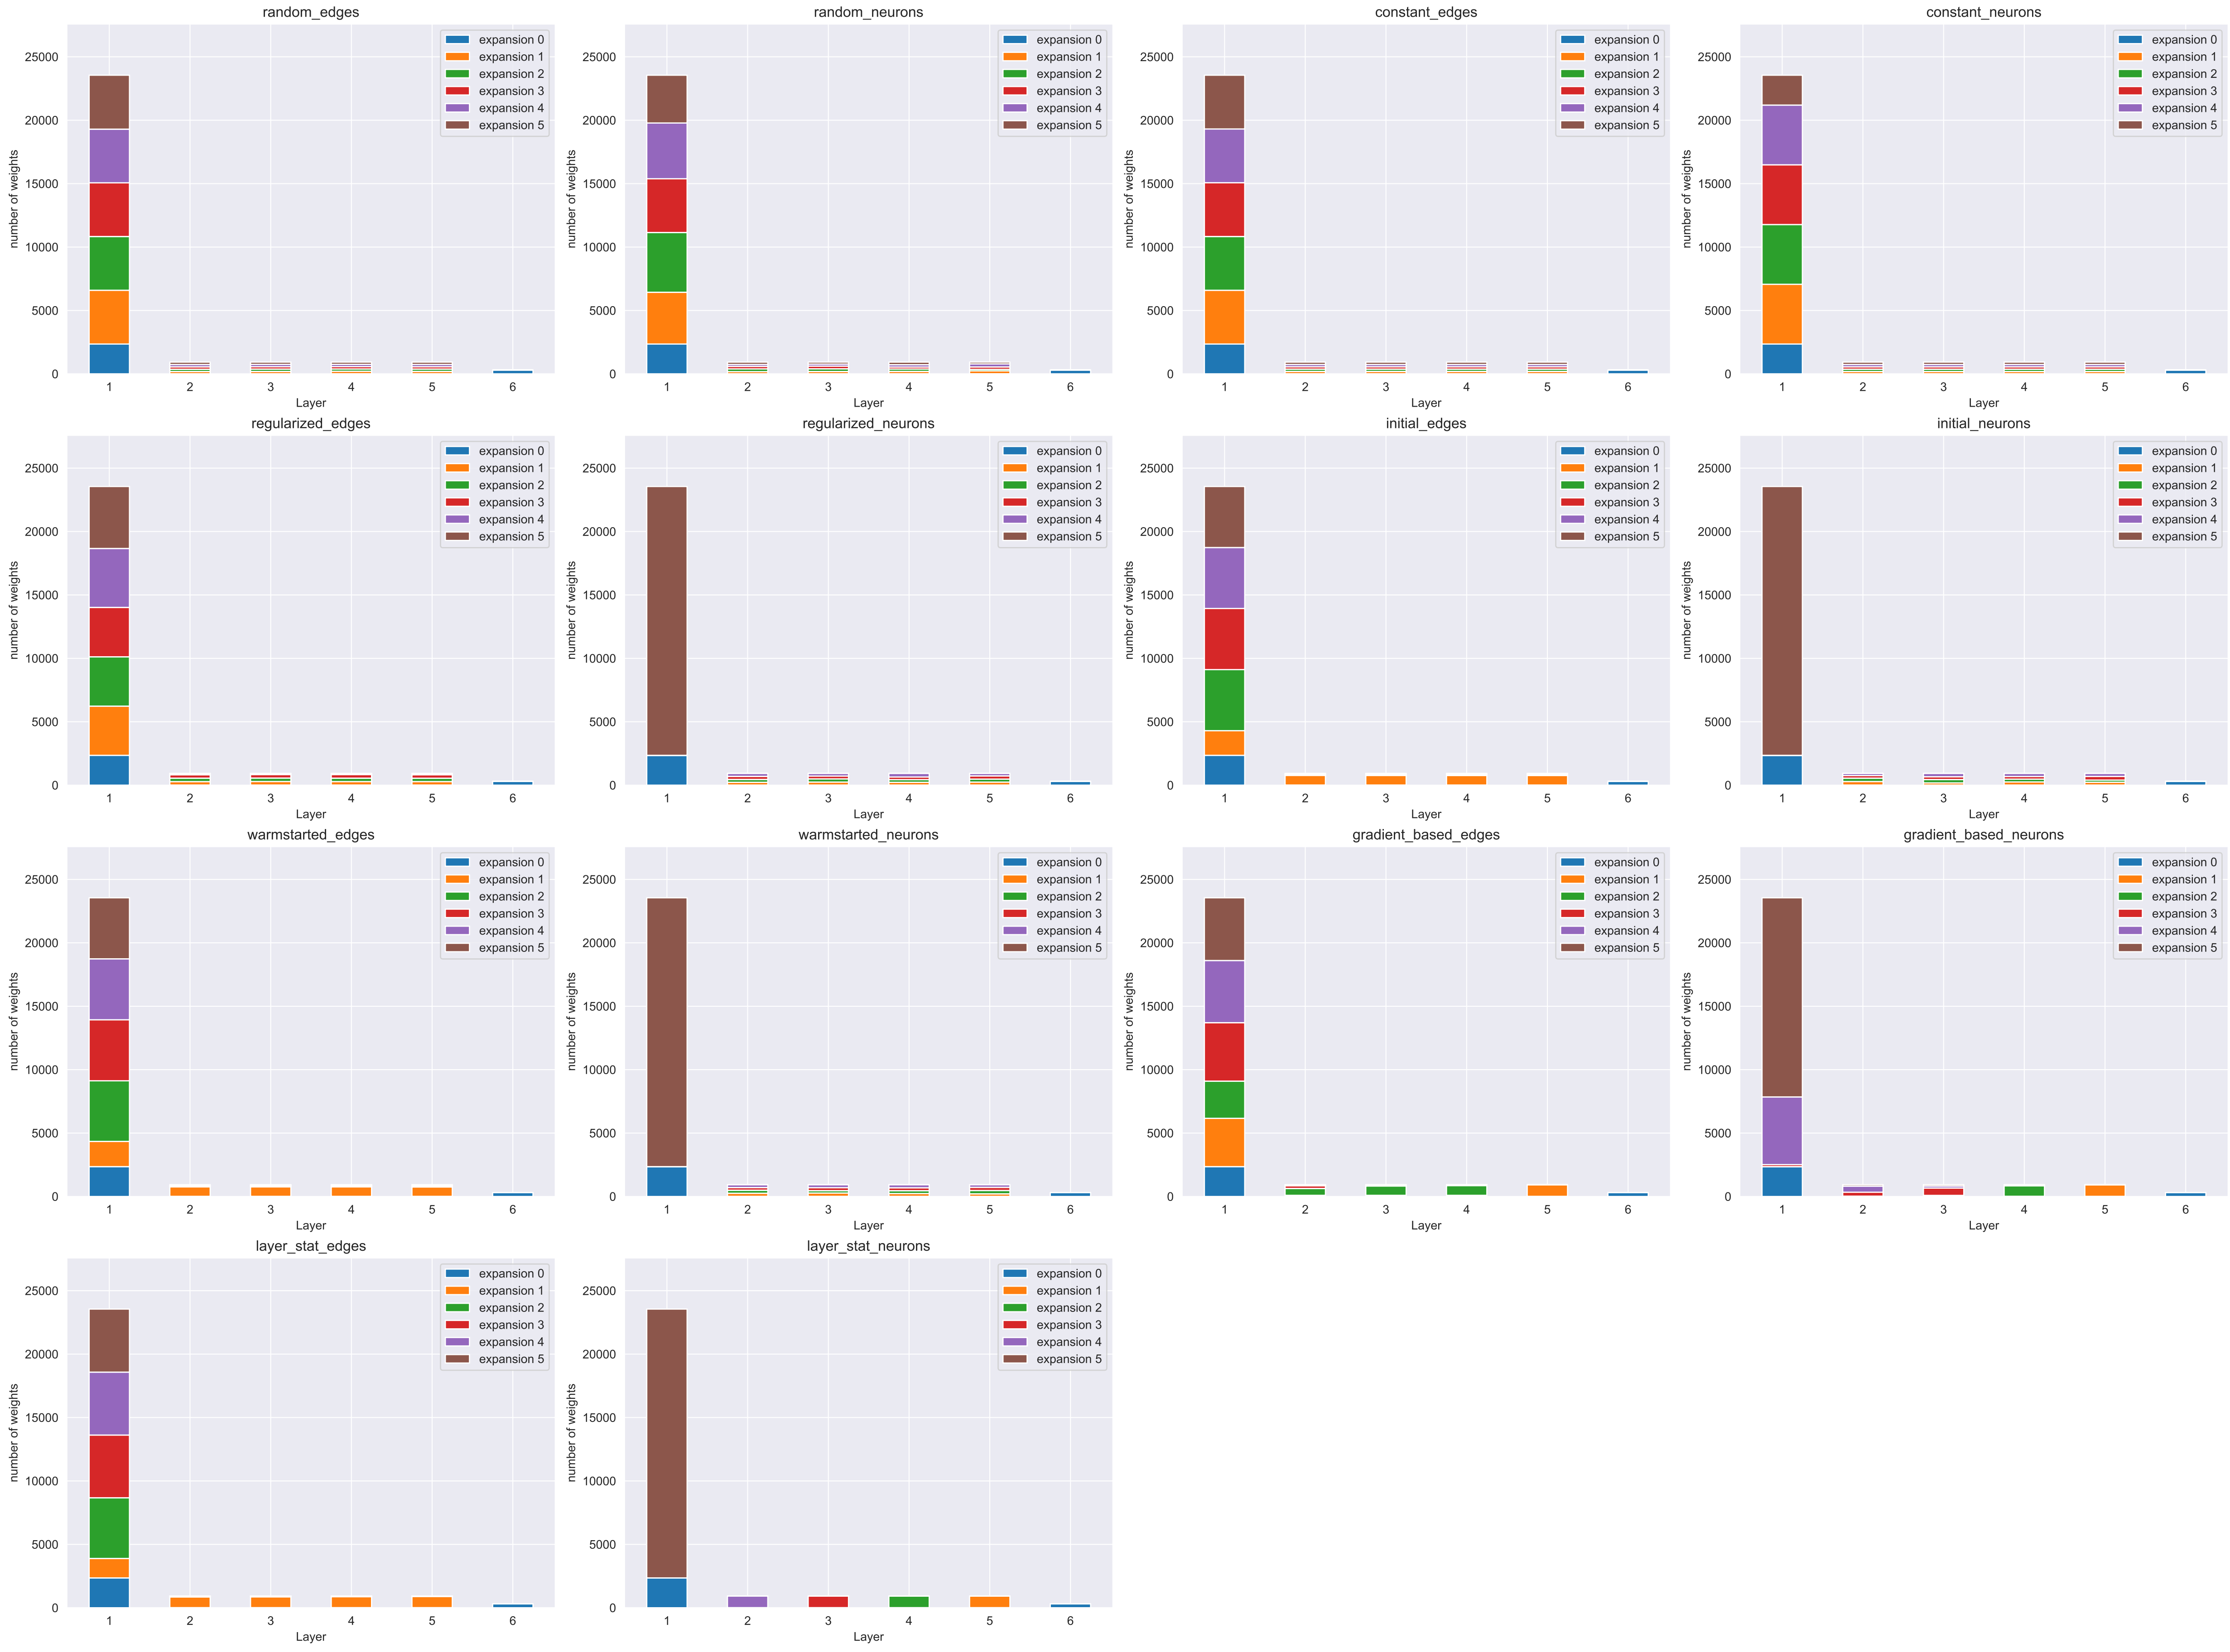 random_edges
number of weights
25000
20000
15000
10000
5000
0
expansion 0
expansion 1
expansion 2
expansion 3
expansion 4
expansion 5
1 2 3 4 5 6
Layer
random_neurons
number of weights
25000
20000
15000
10000
5000
0
expansion 0
expansion 1
expansion 2
expansion 3
expansion 4
expansion 5
1 2 3 4 5 6
Layer
constant_edges
number of weights
25000
20000
15000
10000
5000
0
expansion 0
expansion 1
expansion 2
expansion 3
expansion 4
expansion 5
1 2 3 4 5 6
Layer
constant_neurons
number of weights
25000
20000
15000
10000
5000
0
expansion 0
expansion 1
expansion 2
expansion 3
expansion 4
expansion 5
1 2 3 4 5 6
Layer
regularized_edges
number of weights
25000
20000
15000
10000
5000
0
expansion 0
expansion 1
expansion 2
expansion 3
expansion 4
expansion 5
1 2 3 4 5 6
Layer
regularized_neurons
number of weights
25000
20000
15000
10000
5000
0
expansion 0
expansion 1
expansion 2
expansion 3
expansion 4
expansion 5
1 2 3 4 5 6
Layer
initial_edges
number of weights
25000
20000
15000
10000
5000
0
expansion 0
expansion 1
expansion 2
expansion 3
expansion 4
expansion 5
1 2 3 4 5 6
Layer
initial_neurons
number of weights
25000
20000
15000
10000
5000
0
expansion 0
expansion 1
expansion 2
expansion 3
expansion 4
expansion 5
1 2 3 4 5 6
Layer
warmstarted_edges
number of weights
25000
20000
15000
10000
5000
0
expansion 0
expansion 1
expansion 2
expansion 3
expansion 4
expansion 5
1 2 3 4 5 6
Layer
warmstarted_neurons
number of weights
25000
20000
15000
10000
5000
0
expansion 0
expansion 1
expansion 2
expansion 3
expansion 4
expansion 5
1 2 3 4 5 6
Layer
gradient_based_edges
number of weights
25000
20000
15000
10000
5000
0
expansion 0
expansion 1
expansion 2
expansion 3
expansion 4
expansion 5
1 2 3 4 5 6
Layer
gradient_based_neurons
number of weights
25000
20000
15000
10000
5000
0
expansion 0
expansion 1
expansion 2
expansion 3
expansion 4
expansion 5
1 2 3 4 5 6
Layer
layer_stat_edges
number of weights
25000
20000
15000
10000
5000
0
expansion 0
expansion 1
expansion 2
expansion 3
expansion 4
expansion 5
1 2 3 4 5 6
Layer
layer_stat_neurons
number of weights
25000
20000
15000
10000
5000
0
expansion 0
expansion 1
expansion 2
expansion 3
expansion 4
expansion 5
1 2 3 4 5 6
Layer